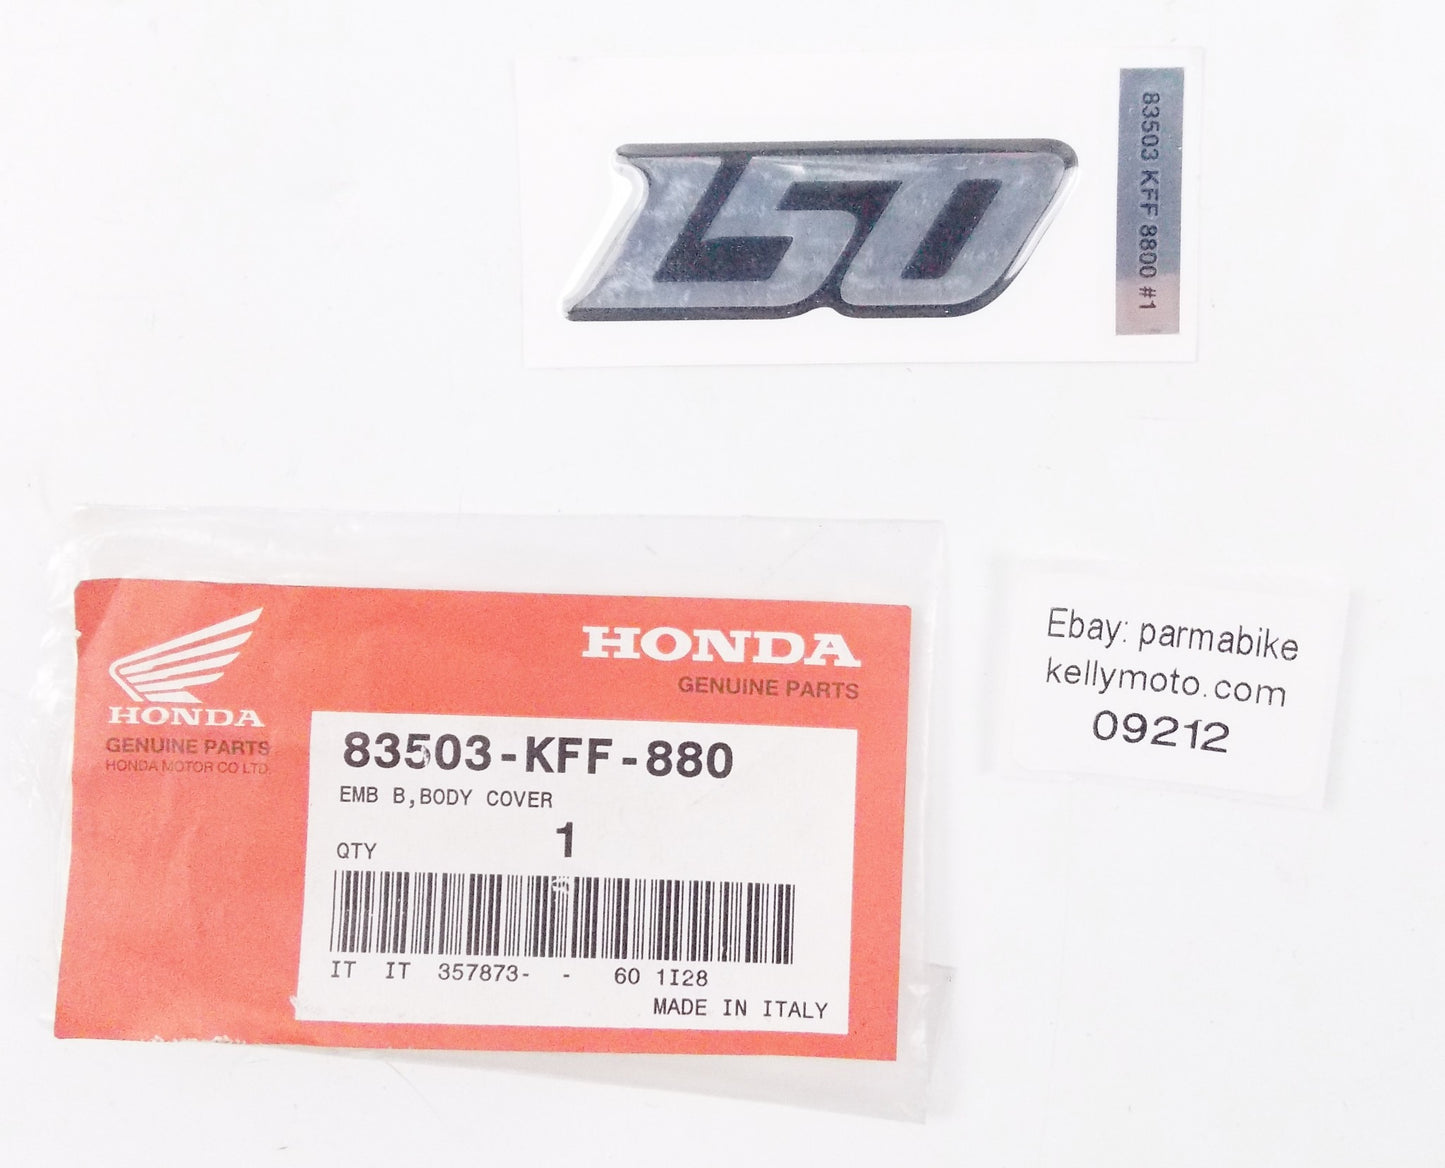 150
83503 KFF 8800 #1
HONDA
GENUINE PARTS
HONDA
GENUINE PARTS
HONDA MOTOR CO LTD.
83503-KFF-880
EMB B,BODY COVER
QTY 1
IT IT 357873- - 60 1I28
MADE IN ITALY
Ebay: parmabike
kellymoto.com
09212